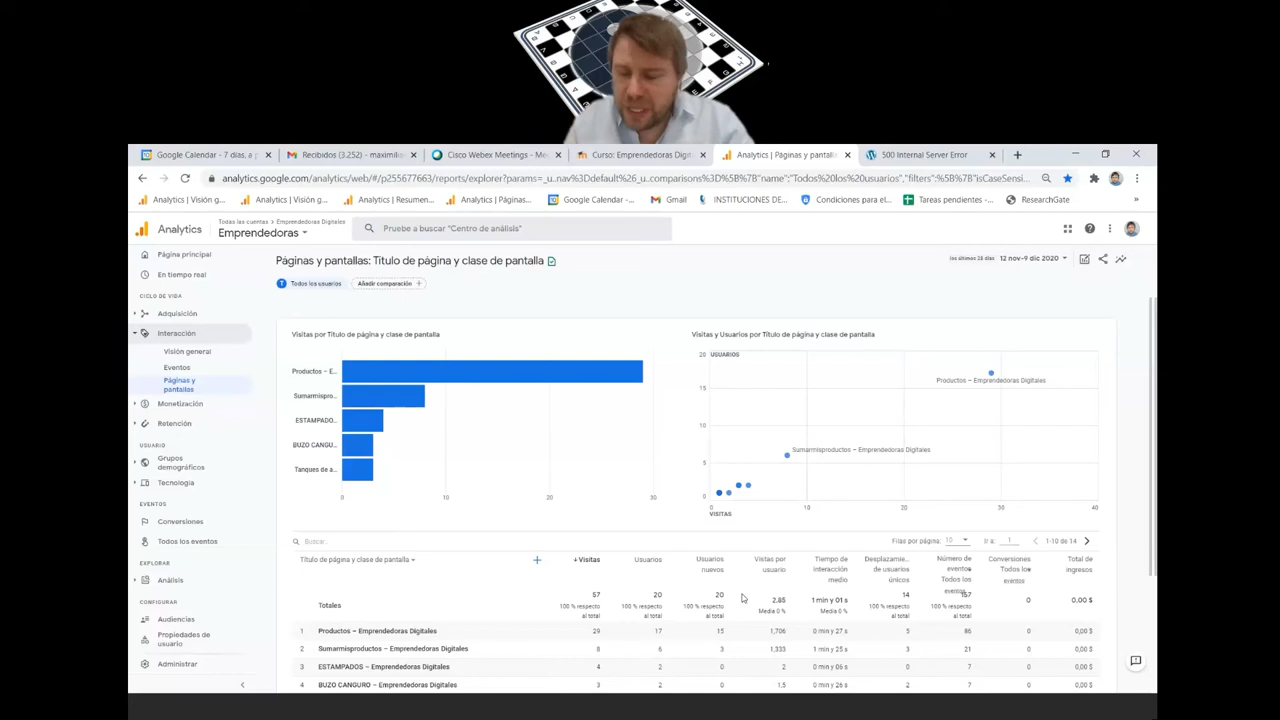 Google Calendar - 7 días, a p
Recibidos (3.252) - maximilio
Cisco Webex Meetings - Me
Curso: Emprendedoras Digit
Analytics | Páginas y pantalla
500 Internal Server Error
analytics.google.com/analytics/web/#/p255677663/reports/explorer?params=_u..nav%3Ddefault%26_u..comparisons%3D%5B%7B"name":"Todos%20los%20usuarios","filters":%5B%7B"isCaseSensi...
Analytics | Visión g...
Analytics | Visión g...
Analytics | Resumen...
Analytics | Páginas...
Google Calendar -...
Gmail
INSTITUCIONES DE...
Condiciones para el...
Tareas pendientes -...
ResearchGate
»
Analytics
Todas las cuentas > Emprendedoras Digitales
Emprendedoras
Pruebe a buscar "Centro de análisis"
Página principal
En tiempo real
CICLO DE VIDA
Adquisición
Interacción
Visión general
Eventos
Páginas y
pantallas
Monetización
Retención
USUARIO
Grupos
demográficos
Tecnología
EVENTOS
Conversiones
Todos los eventos
EXPLORAR
Análisis
CONFIGURAR
Audiencias
Propiedades de
usuario
Administrar
Páginas y pantallas: Título de página y clase de pantalla
los últimos 28 días 12 nov-9 dic 2020
T Todos los usuarios
Añadir comparación +
Visitas por Título de página y clase de pantalla
Productos – E...
Sumarmispro...
ESTAMPADO...
BUZO CANGU...
Tanques de a...
0 10 20 30
Visitas y Usuarios por Título de página y clase de pantalla
USUARIOS
20
15
10
5
0
Productos – Emprendedoras Digitales
Sumarmisproductos – Emprendedoras Digitales
0 10 20 30 40
VISITAS
Buscar...
Filas por página: 10
Ir a: 1
1-10 de 14
Título de página y clase de pantalla
↓ Visitas
Usuarios
Usuarios
nuevos
Vistas por
usuario
Tiempo de
interacción
medio
Desplazamie...
de usuarios
únicos
Número de
eventos
Todos los
eventos
Conversiones
Todos los
eventos
Total de
ingresos
Totales
57
100 % respecto
al total
20
100 % respecto
al total
20
100 % respecto
al total
2,85
Media 0 %
1 min y 01 s
Media 0 %
14
100 % respecto
al total
157
100 % respecto
al total
0
0,00 $
1 Productos – Emprendedoras Digitales 29 17 15 1,706 0 min y 27 s 5 86 0 0,00 $
2 Sumarmisproductos – Emprendedoras Digitales 8 6 3 1,333 1 min y 25 s 3 21 0 0,00 $
3 ESTAMPADOS – Emprendedoras Digitales 4 2 0 2 0 min y 06 s 0 7 0 0,00 $
4 BUZO CANGURO – Emprendedoras Digitales 3 2 0 1,5 0 min y 26 s 2 7 0 0,00 $